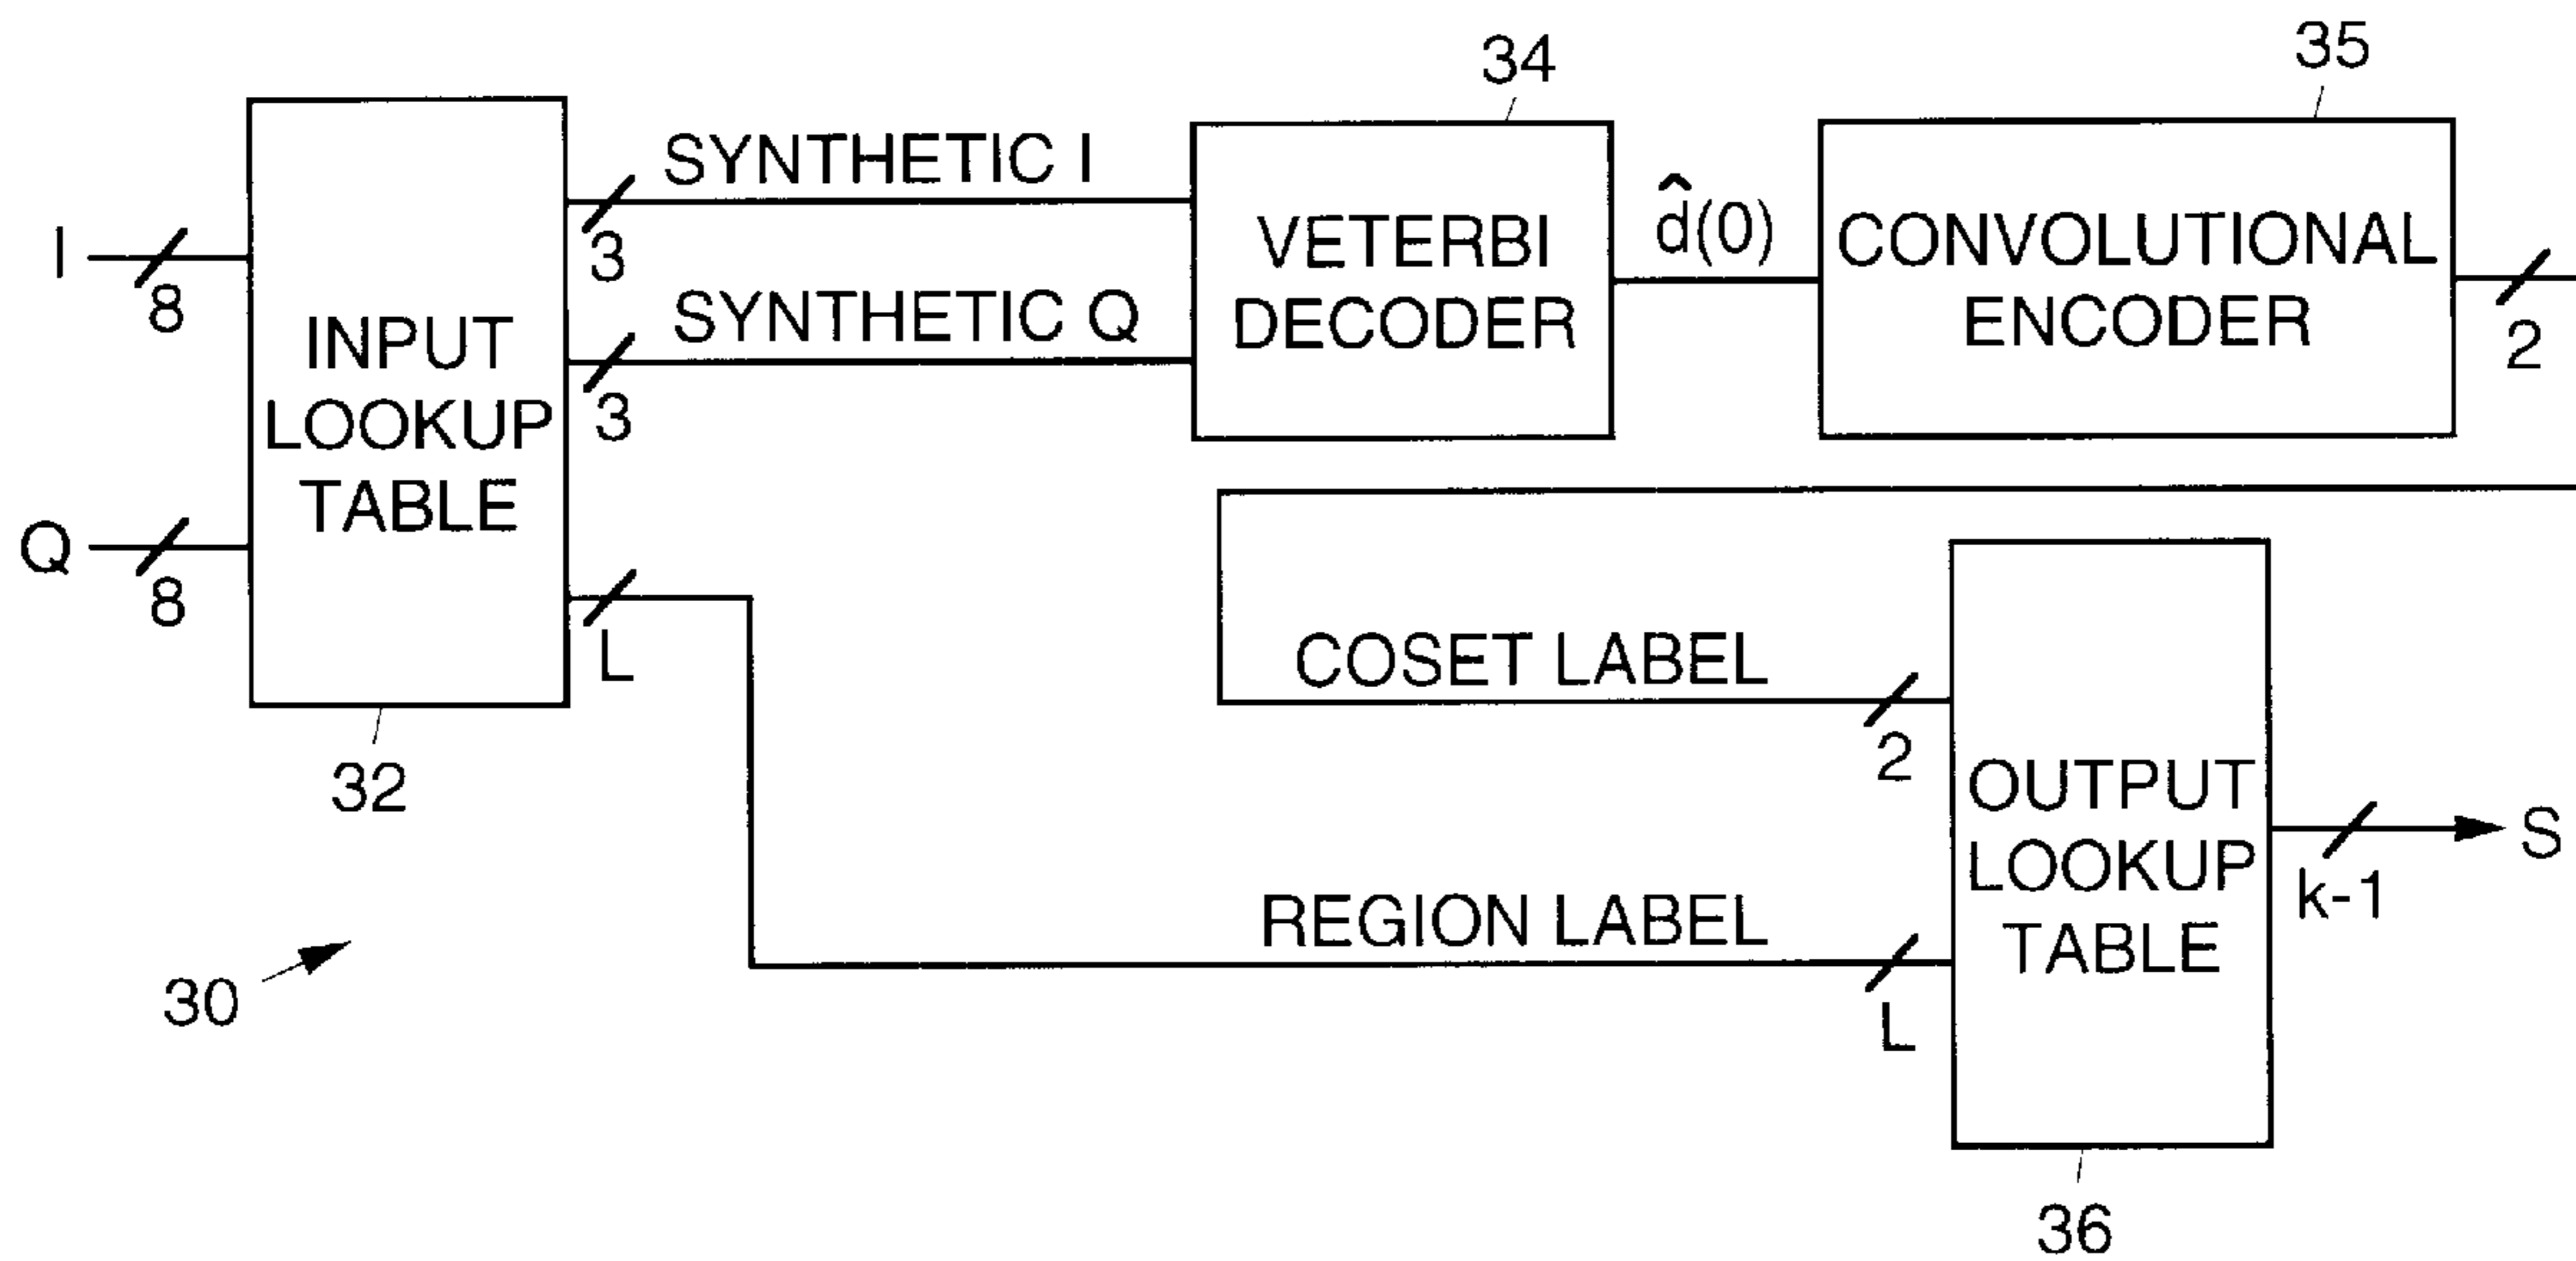 34
35
I
8
Q
8
INPUT
LOOKUP
TABLE
32
SYNTHETIC I
3
SYNTHETIC Q
3
L
VETERBI
DECODER
d̂(0)
CONVOLUTIONAL
ENCODER
2
COSET LABEL
2
REGION LABEL
L
OUTPUT
LOOKUP
TABLE
k-1
S
30
36